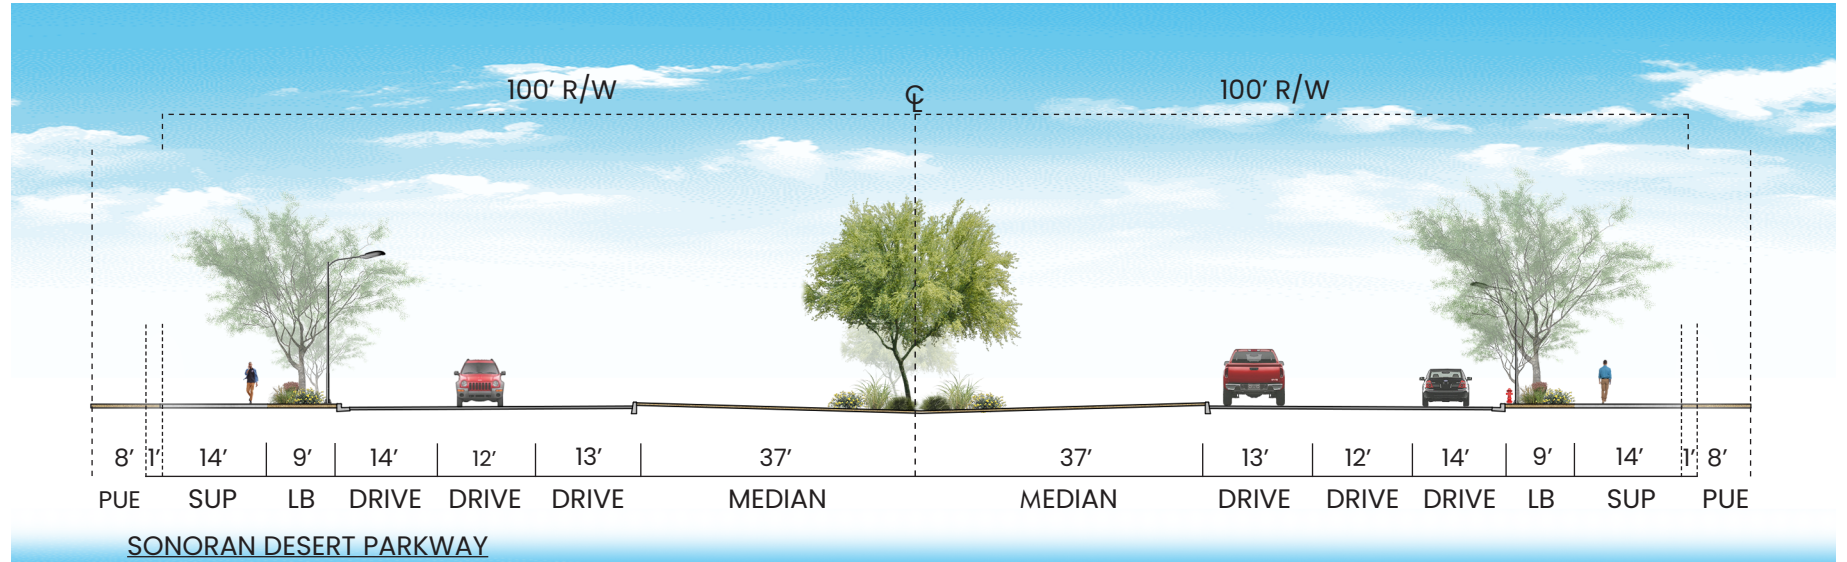 100’ R/W ℄ 100’ R/W
8’ 1’ 14’ 9’ 14’ 12’ 13’ 37’ 37’ 13’ 12’ 14’ 9’ 14’ 1’ 8’
PUE SUP LB DRIVE DRIVE DRIVE MEDIAN MEDIAN DRIVE DRIVE DRIVE LB SUP PUE
SONORAN DESERT PARKWAY